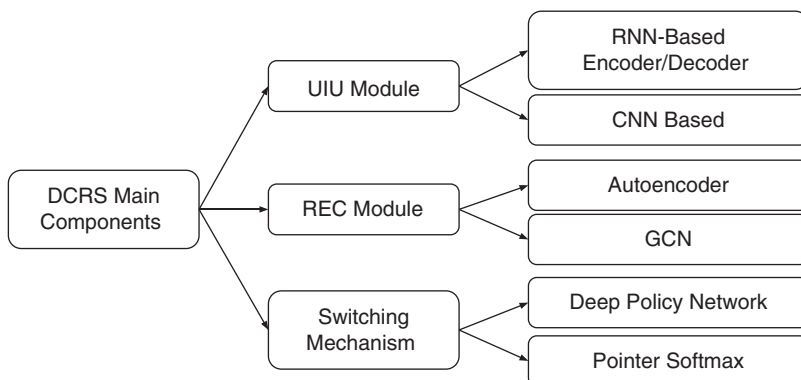 RNN-Based
Encoder/Decoder
UIU Module
CNN Based
DCRS Main
Components
Autoencoder
REC Module
GCN
Switching
Mechanism
Deep Policy Network
Pointer Softmax